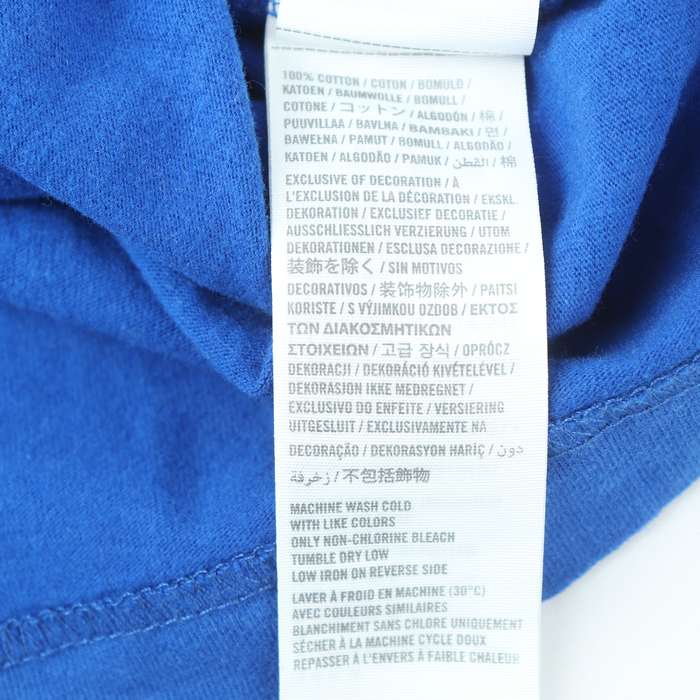 100% COTTON / COTON / BOMULD /
KATOEN / BAUMWOLLE / BOMULL /
COTONE / コットン / ALGODÓN / 棉 /
PUUVILLAA / BAVLNA / ΒΑΜΒΑΚΙ / 면 /
BAWEŁNA / PAMUT / BOMULL / ALGODÃO /
KATOEN / ALGODÃO / PAMUK / القطن / 棉
EXCLUSIVE OF DECORATION / À
L'EXCLUSION DE LA DÉCORATION / EKSKL.
DEKORATION / EXCLUSIEF DECORATIE /
AUSSCHLIESSLICH VERZIERUNG / UTOM
DEKORATIONEN / ESCLUSA DECORAZIONE /
装飾を除く / SIN MOTIVOS
DECORATIVOS / 装饰物除外 / PAITSI
KORISTE / S VÝJIMKOU OZDOB / ΕΚΤΟΣ
ΤΩΝ ΔΙΑΚΟΣΜΗΤΙΚΩΝ
ΣΤΟΙΧΕΙΩΝ / 고급 장식 / OPRÓCZ
DEKORACJI / DEKORÁCIÓ KIVÉTELÉVEL /
DEKORASJON IKKE MEDREGNET /
EXCLUSIVO DO ENFEITE / VERSIERING
UITGESLUIT / EXCLUSIVAMENTE NA
DECORAÇÃO / DEKORASYON HARIÇ / دون
زخرفة / 不包括飾物
MACHINE WASH COLD
WITH LIKE COLORS
ONLY NON-CHLORINE BLEACH
TUMBLE DRY LOW
LOW IRON ON REVERSE SIDE
LAVER À FROID EN MACHINE (30°C)
AVEC COULEURS SIMILAIRES
BLANCHIMENT SANS CHLORE UNIQUEMENT
SÉCHER À LA MACHINE CYCLE DOUX
REPASSER À L'ENVERS À FAIBLE CHALEUR